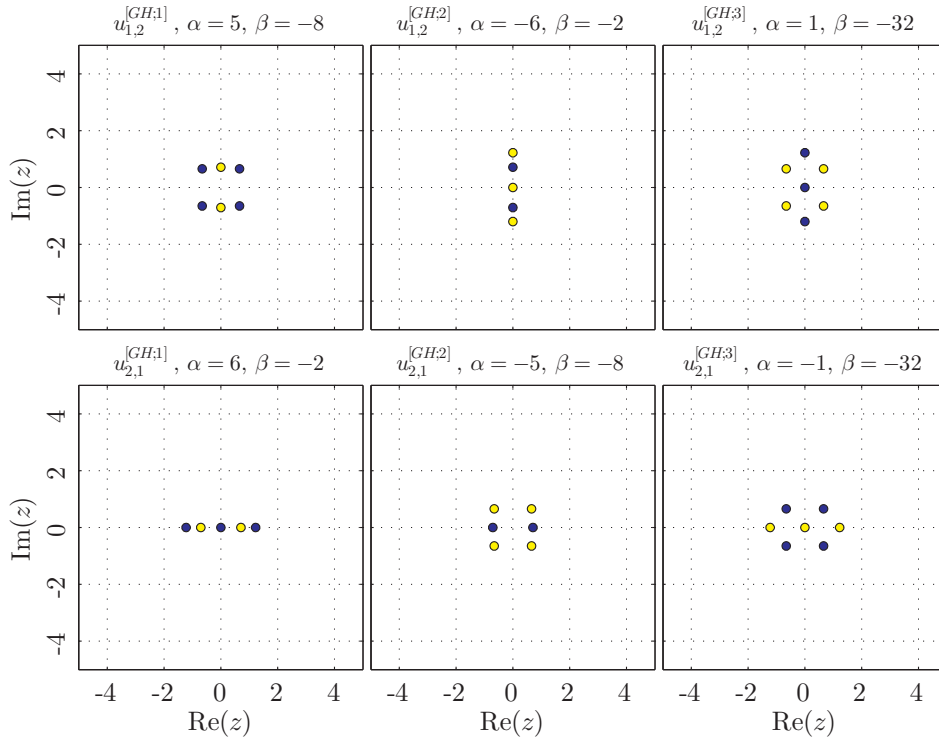 u_{1,2}^{[GH;1]} , α = 5, β = −8
u_{1,2}^{[GH;2]} , α = −6, β = −2
u_{1,2}^{[GH;3]} , α = 1, β = −32
4
2
0
-2
-4
Im(z)
u_{2,1}^{[GH;1]} , α = 6, β = −2
u_{2,1}^{[GH;2]} , α = −5, β = −8
u_{2,1}^{[GH;3]} , α = −1, β = −32
4
2
0
-2
-4
Im(z)
-4 -2 0 2 4
-4 -2 0 2 4
-4 -2 0 2 4
Re(z)
Re(z)
Re(z)